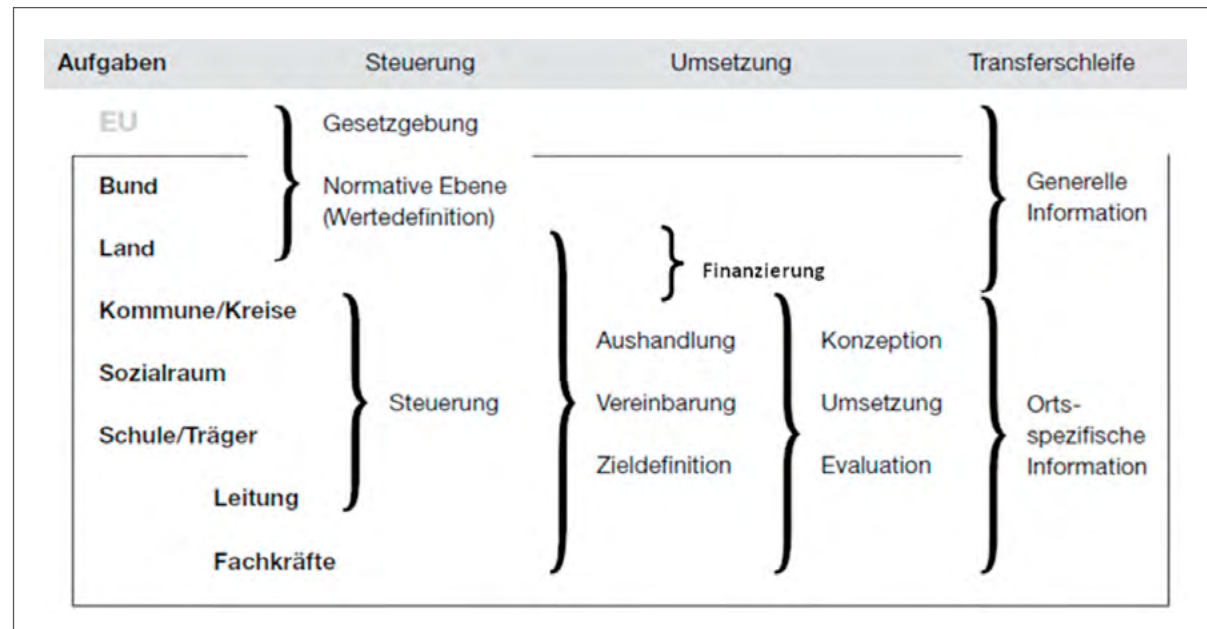 Aufgaben Steuerung Umsetzung Transferschleife
EU Gesetzgebung
Bund Normative Ebene Generelle
(Wertedefinition) Information
Land
Finanzierung
Kommune/Kreise
Aushandlung Konzeption
Sozialraum
Steuerung Vereinbarung Umsetzung Orts-
Schule/Träger spezifische
Zieldefinition Evaluation Information
Leitung
Fachkräfte